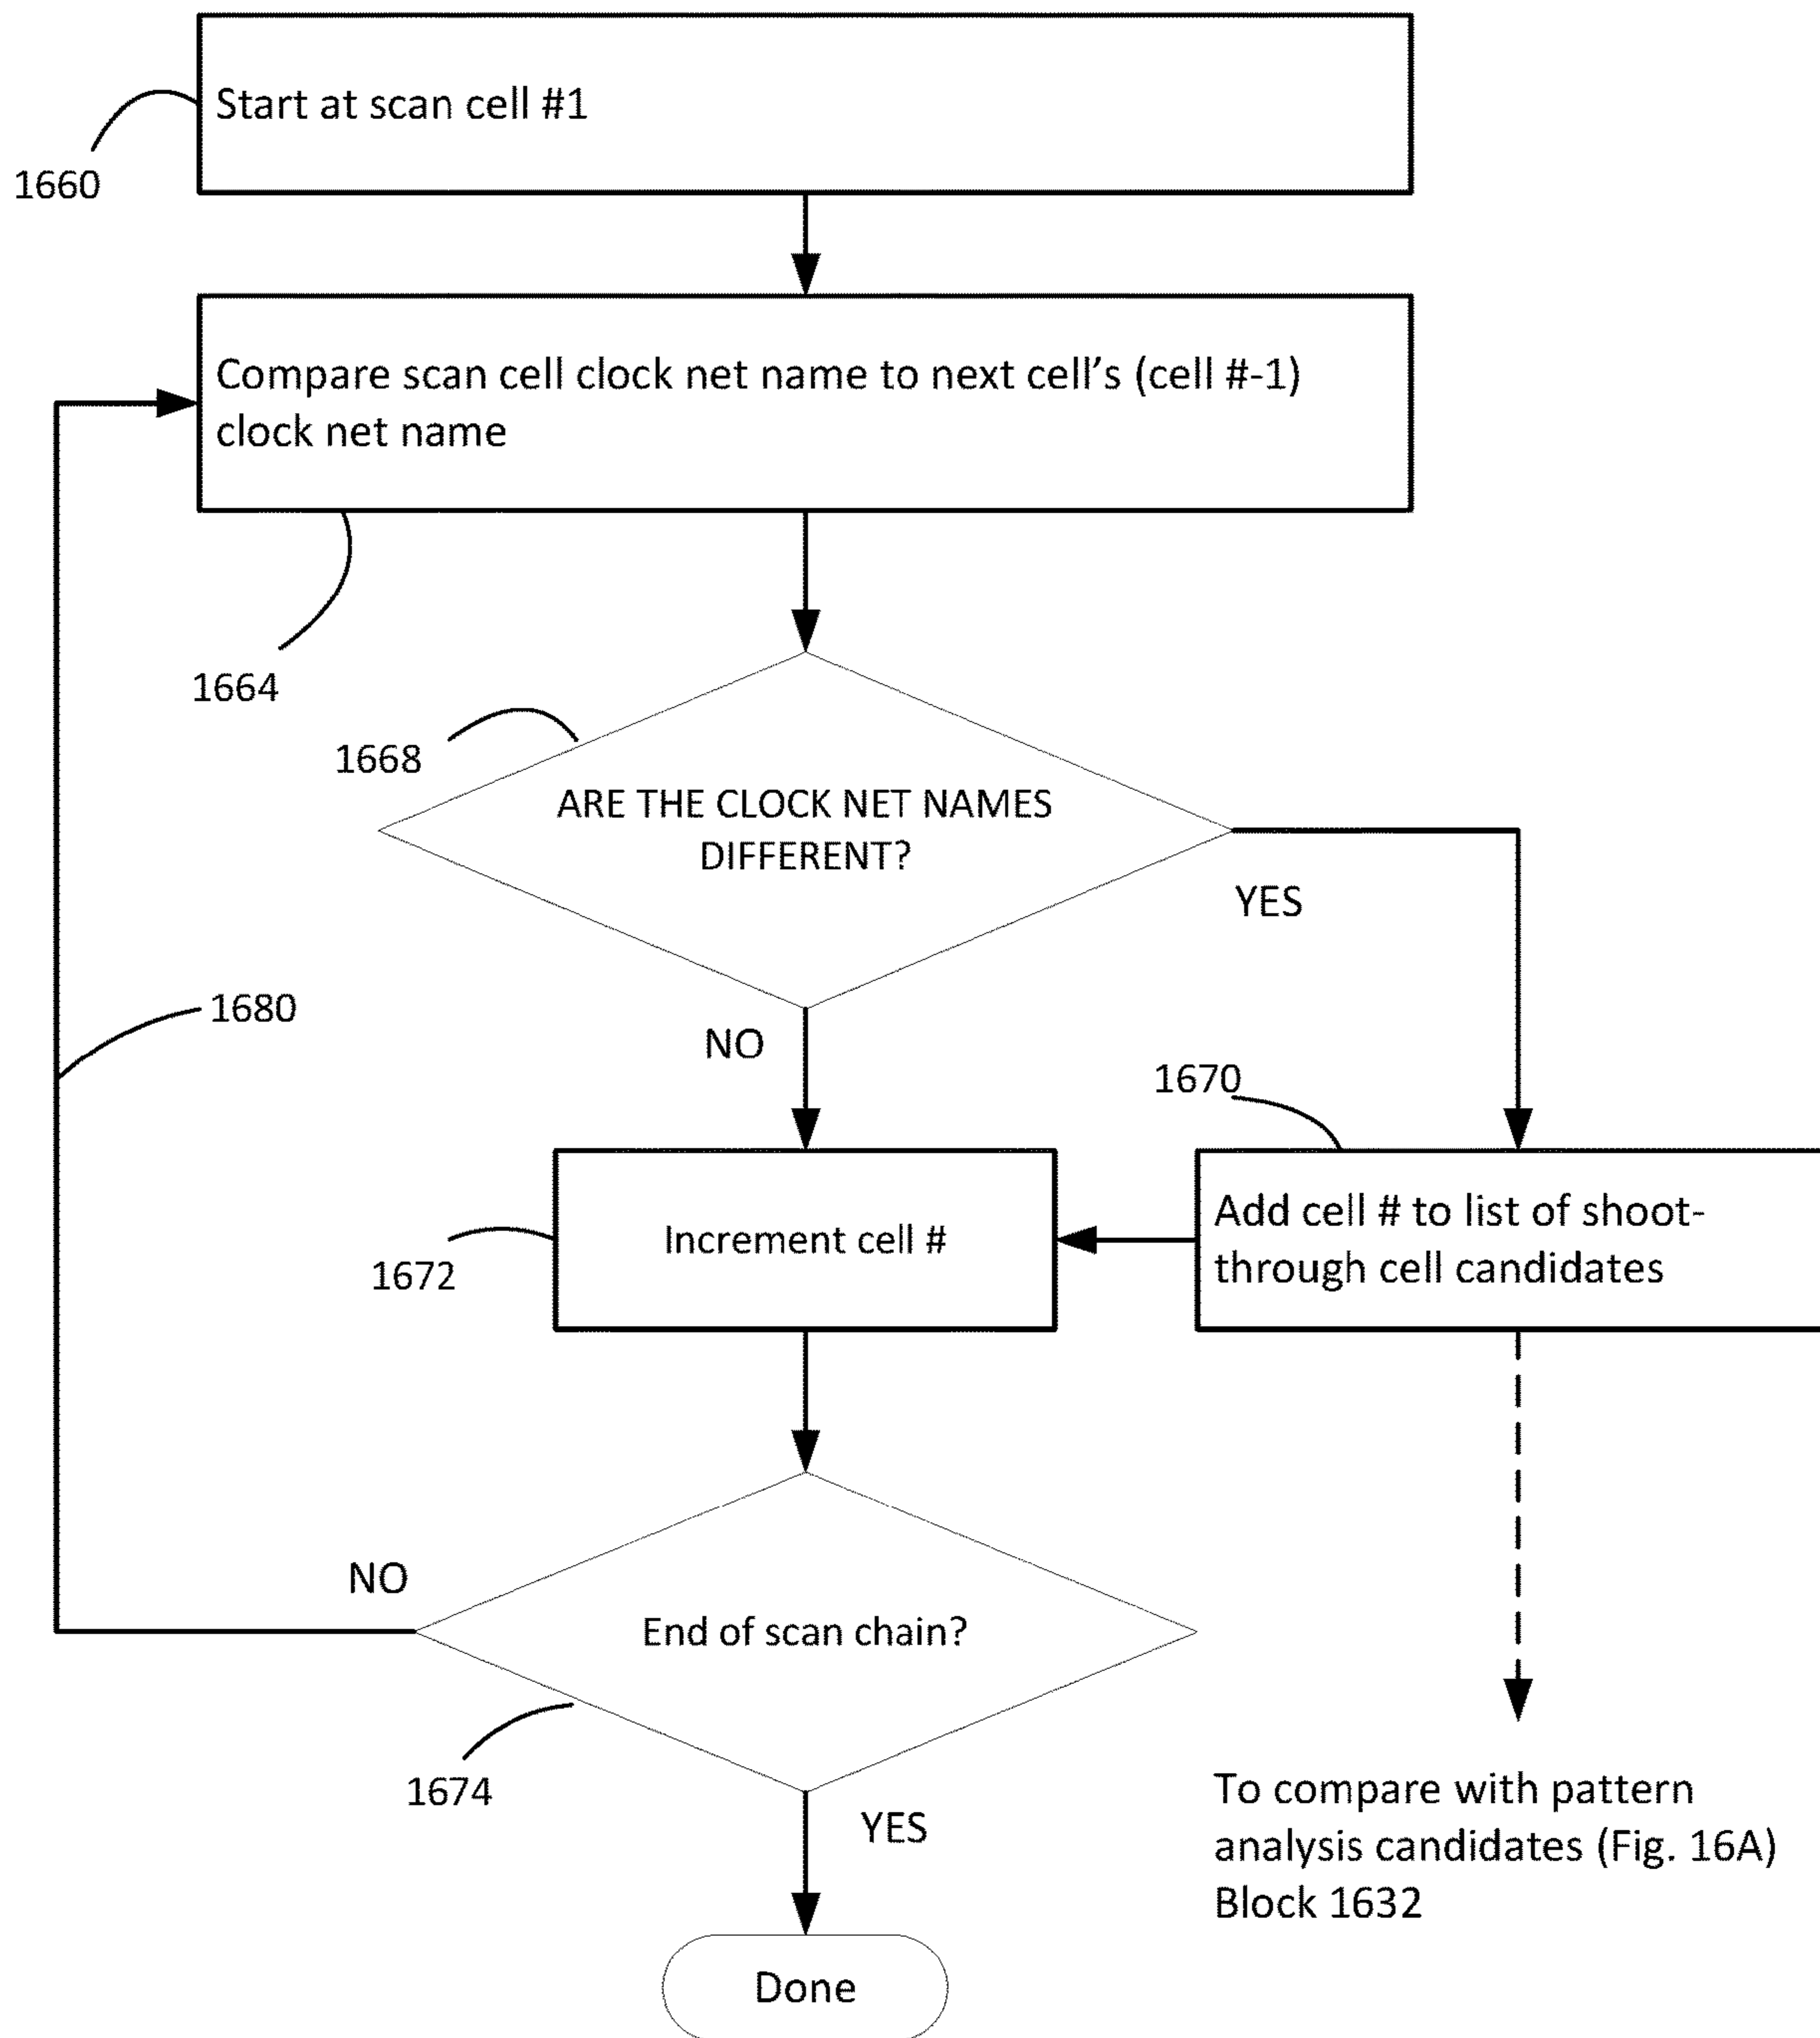 Start at scan cell #1
1660
Compare scan cell clock net name to next cell's (cell #-1)
clock net name
1664
1668
ARE THE CLOCK NET NAMES
DIFFERENT?
YES
1680
NO
1670
Increment cell #
1672
Add cell # to list of shoot-
through cell candidates
NO
End of scan chain?
1674
YES
To compare with pattern
analysis candidates (Fig. 16A)
Block 1632
Done